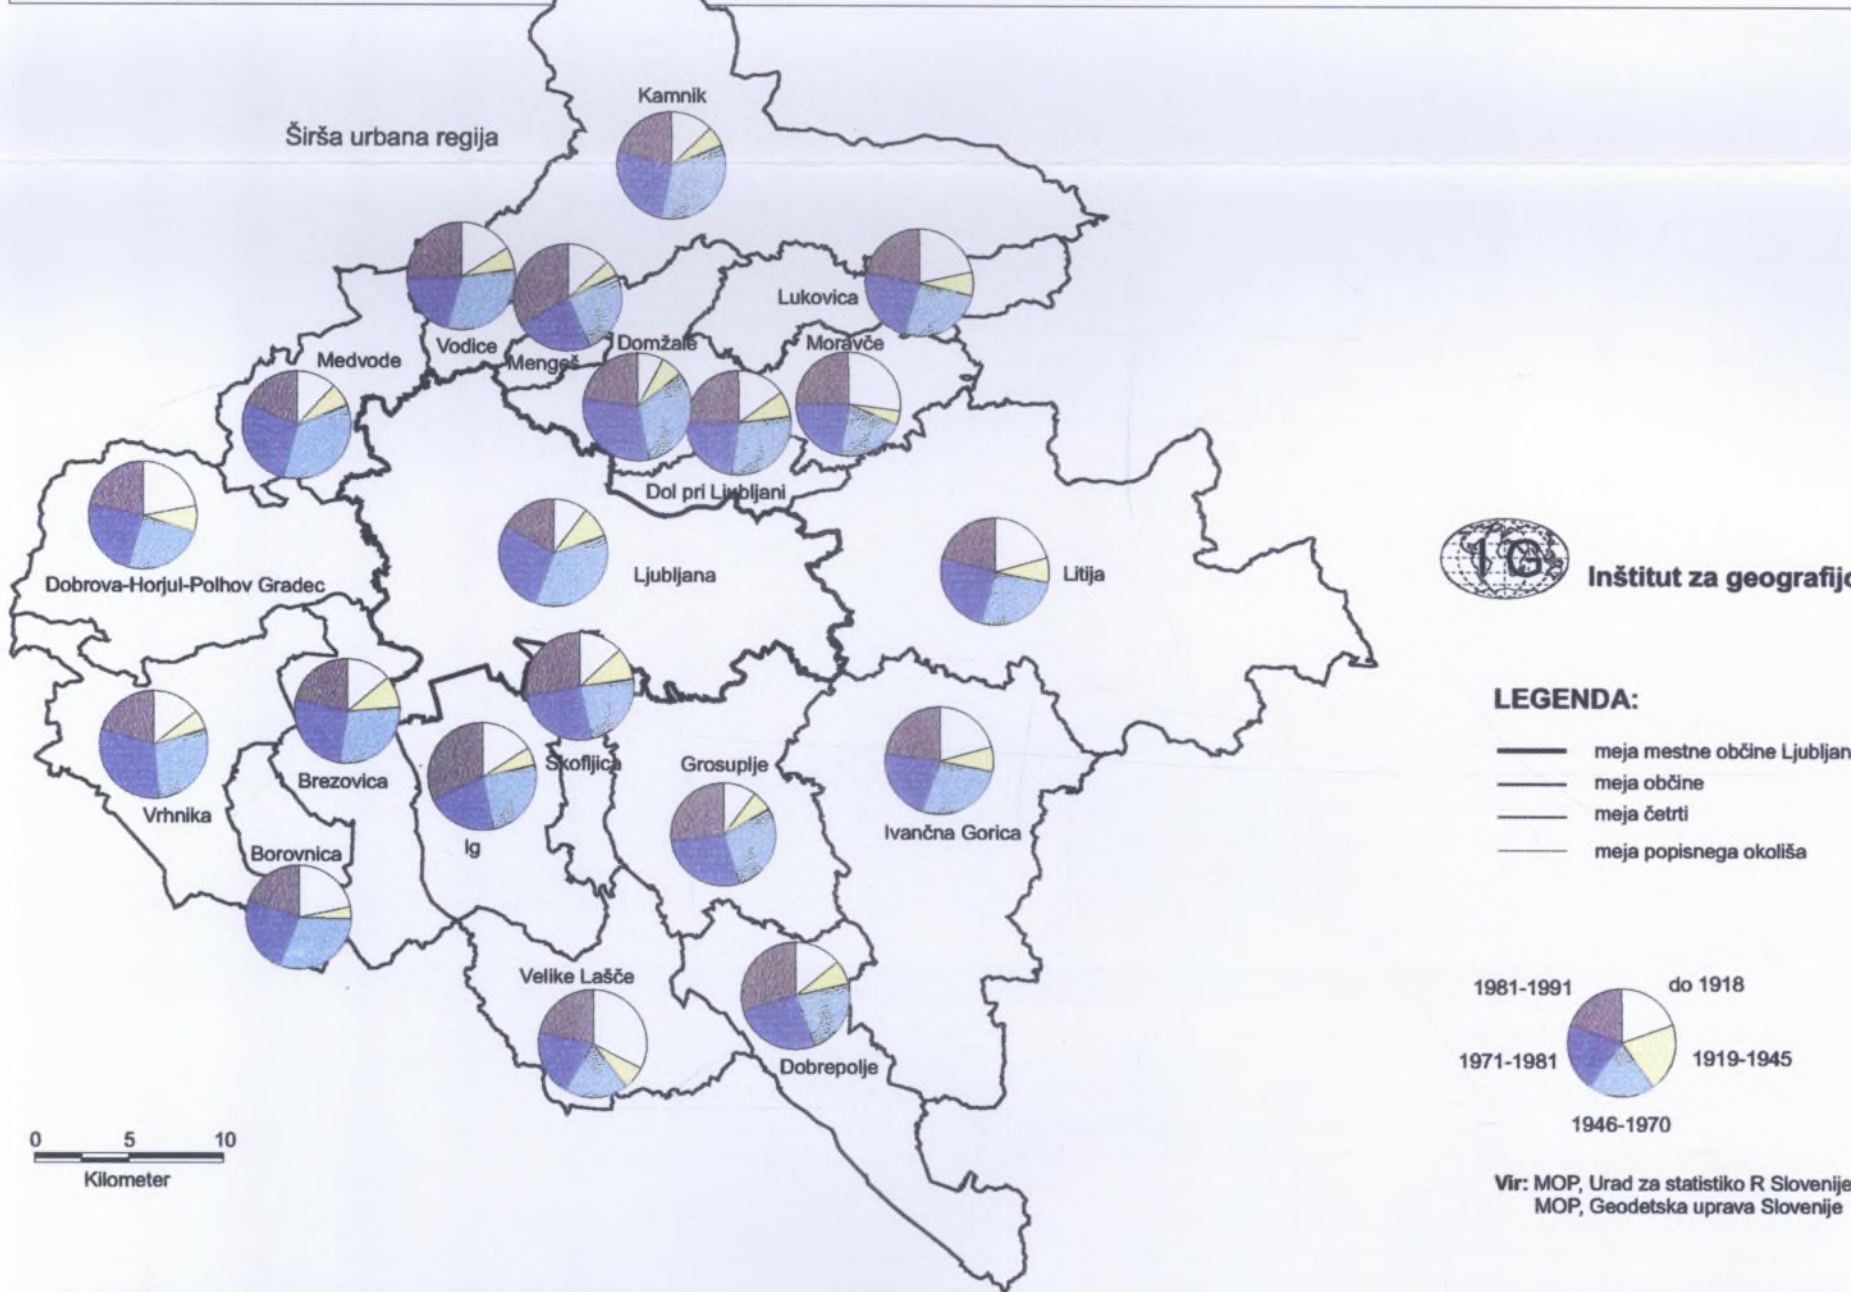 Kamnik
Širša urbana regija
Lukovica
Medvode
Vodice
Mengeš
Domžale
Moravče
Dol pri Ljubljani
Dobrova-Horjul-Polhov Gradec
Ljubljana
Litija
IG
Inštitut za geografijo
LEGENDA:
meja mestne občine Ljubljan
meja občine
meja četrti
meja popisnega okoliša
Škofljica
Brezovica
Grosuplje
Vrhnika
Ig
Ivančna Gorica
Borovnica
Velike Lašče
Dobrepolje
1981-1991
do 1918
1971-1981
1919-1945
1946-1970
0 5 10
Kilometer
Vir: MOP, Urad za statistiko R Slovenije
MOP, Geodetska uprava Slovenije